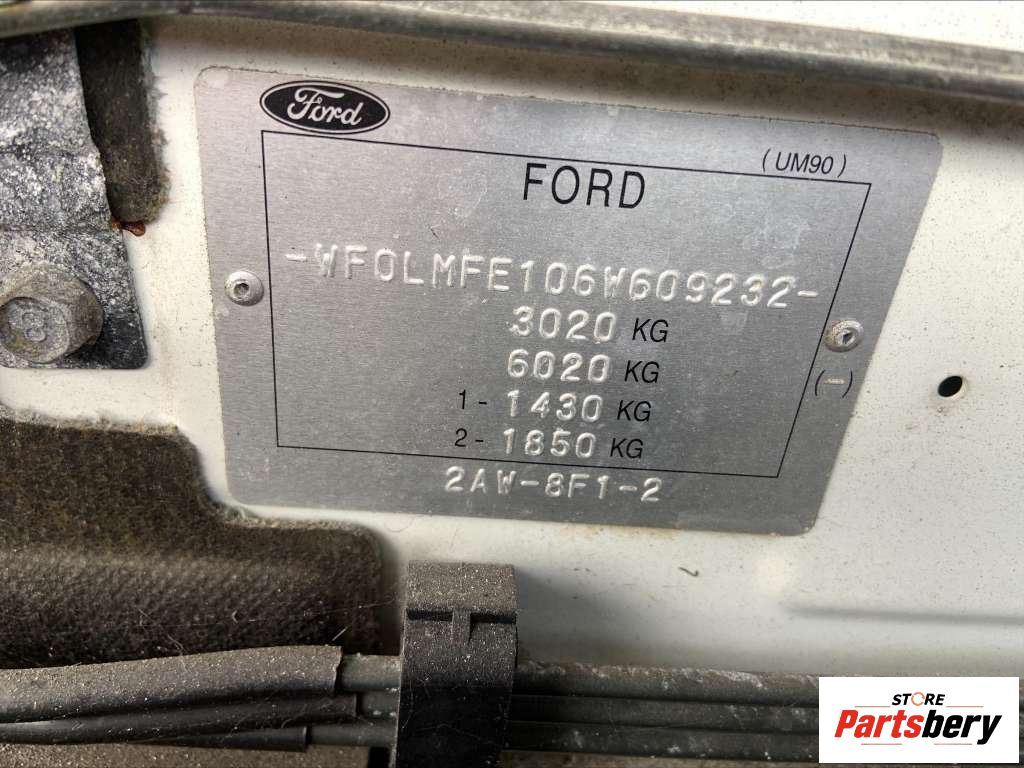 Ford
(UM90)
FORD
-WF0LMFE106W609232-
3020 KG
6020 KG
1- 1430 KG
2- 1850 KG
(-)
2AW-8F1-2
STORE
Partsbery